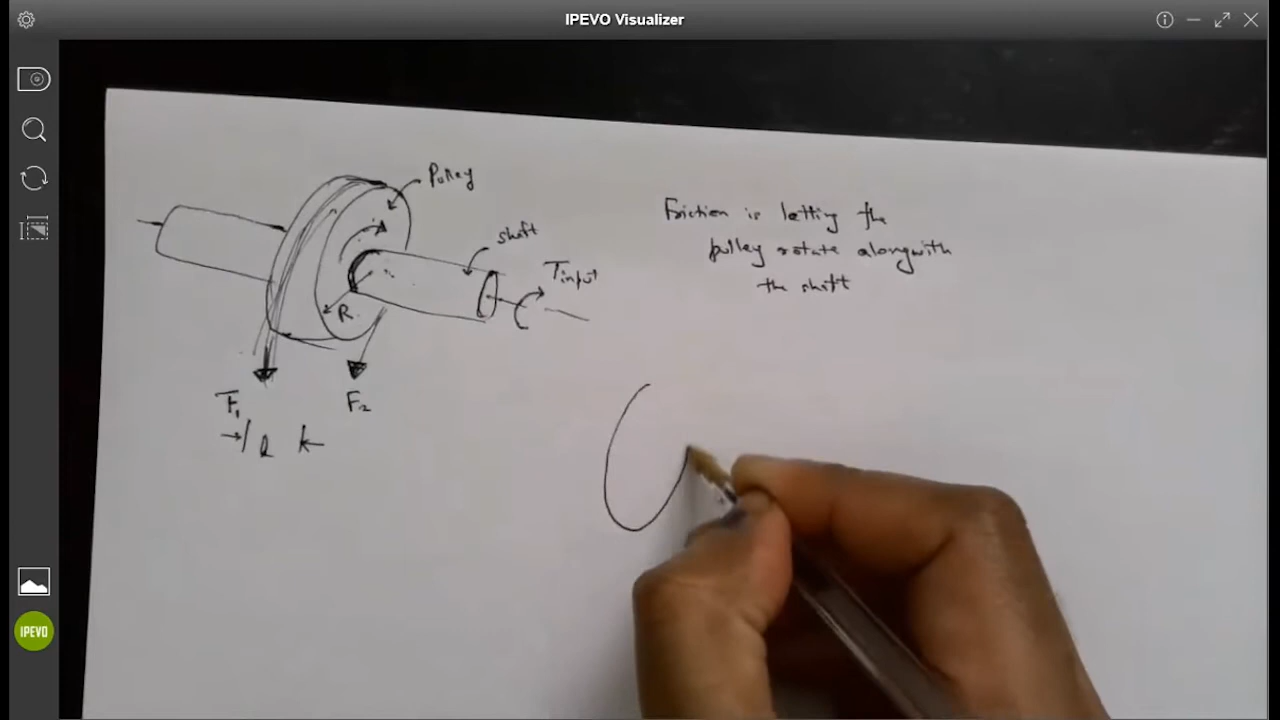 IPEVO Visualizer
Pulley
shaft
Tinput
R
F1
F2
a
Friction is letting the
pulley rotate alongwith
the shaft
IPEVO